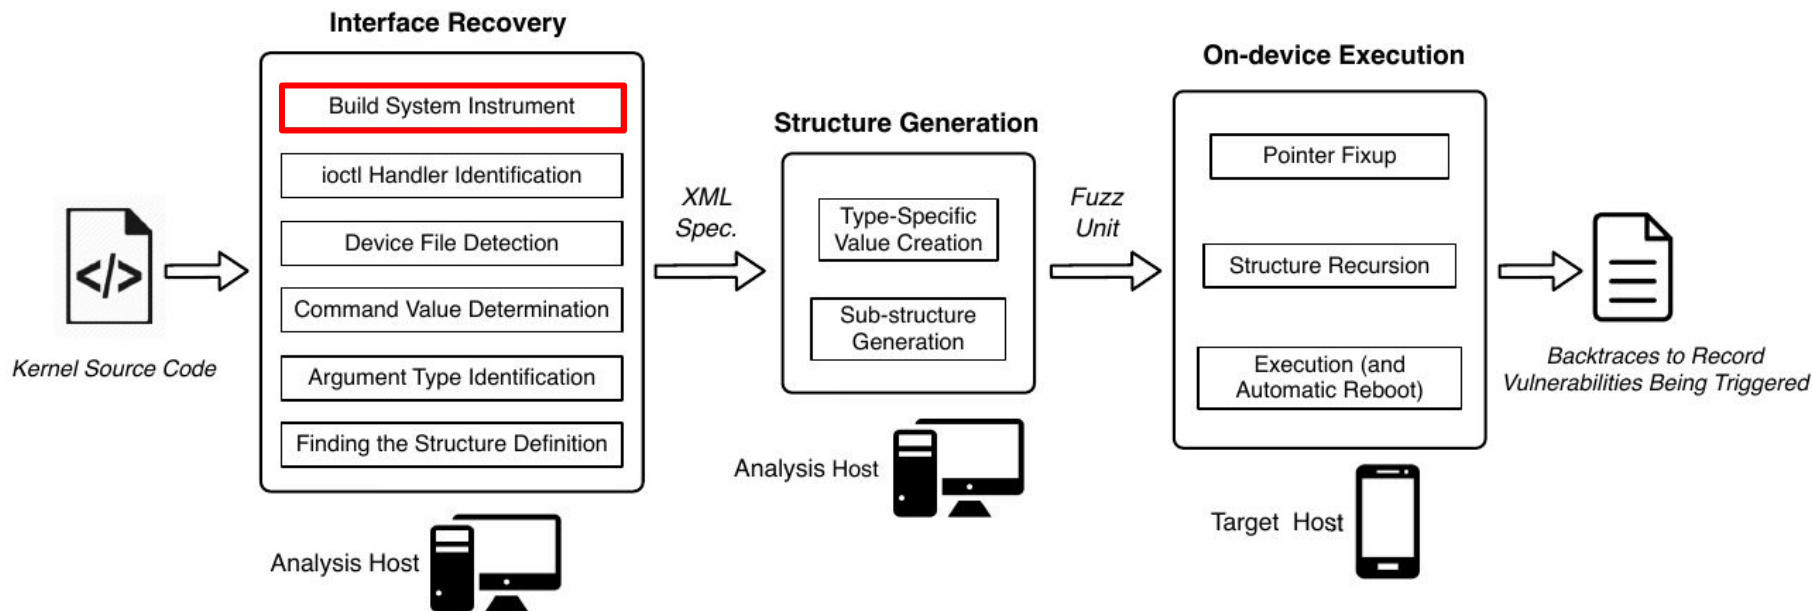 Interface Recovery
Build System Instrument
ioctl Handler Identification
Device File Detection
Command Value Determination
Argument Type Identification
Finding the Structure Definition
</>
Kernel Source Code
Analysis Host
XML
Spec.
Structure Generation
Type-Specific
Value Creation
Sub-structure
Generation
Analysis Host
Fuzz
Unit
On-device Execution
Pointer Fixup
Structure Recursion
Execution (and
Automatic Reboot)
Target Host
Backtraces to Record
Vulnerabilities Being Triggered